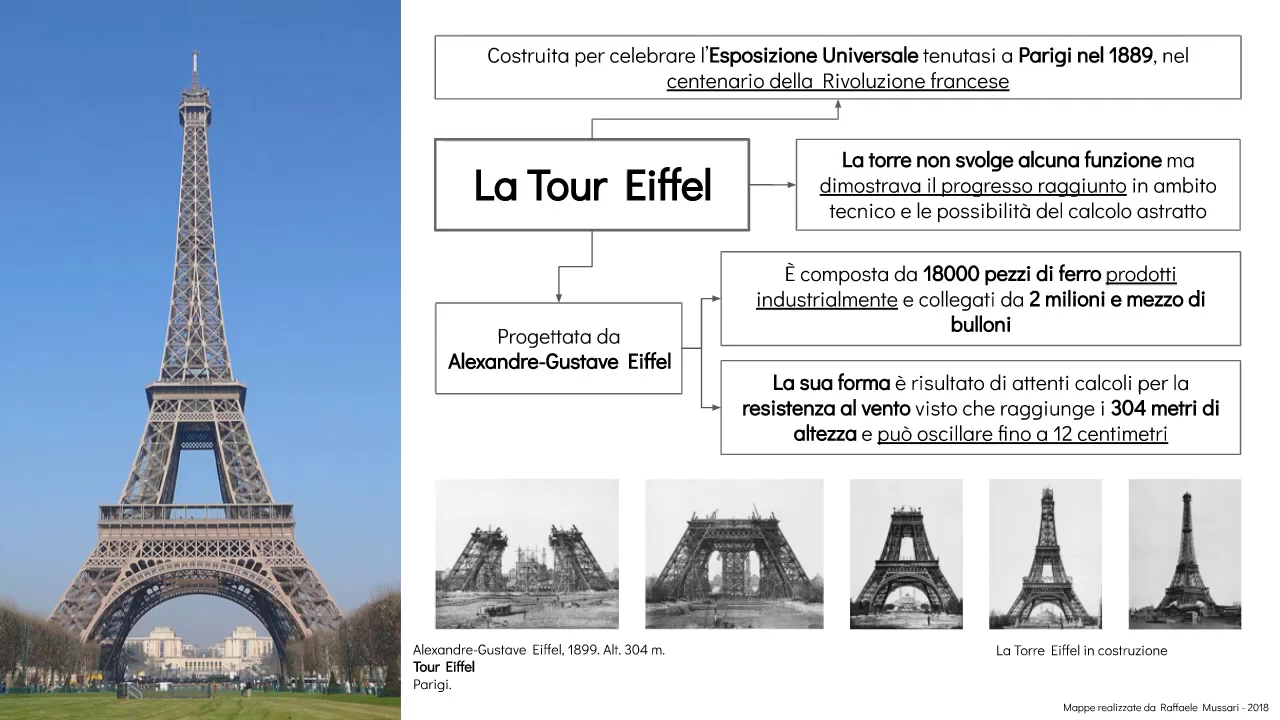 Costruita per celebrare l’Esposizione Universale tenutasi a Parigi nel 1889, nel
centenario della Rivoluzione francese
La Tour Eiffel
La torre non svolge alcuna funzione ma
dimostrava il progresso raggiunto in ambito
tecnico e le possibilità del calcolo astratto
È composta da 18000 pezzi di ferro prodotti
industrialmente e collegati da 2 milioni e mezzo di
bulloni
Progettata da
Alexandre-Gustave Eiffel
La sua forma è risultato di attenti calcoli per la
resistenza al vento visto che raggiunge i 304 metri di
altezza e può oscillare fino a 12 centimetri
Alexandre-Gustave Eiffel, 1899. Alt. 304 m.
Tour Eiffel
Parigi.
La Torre Eiffel in costruzione
Mappe realizzate da Raffaele Mussari - 2018